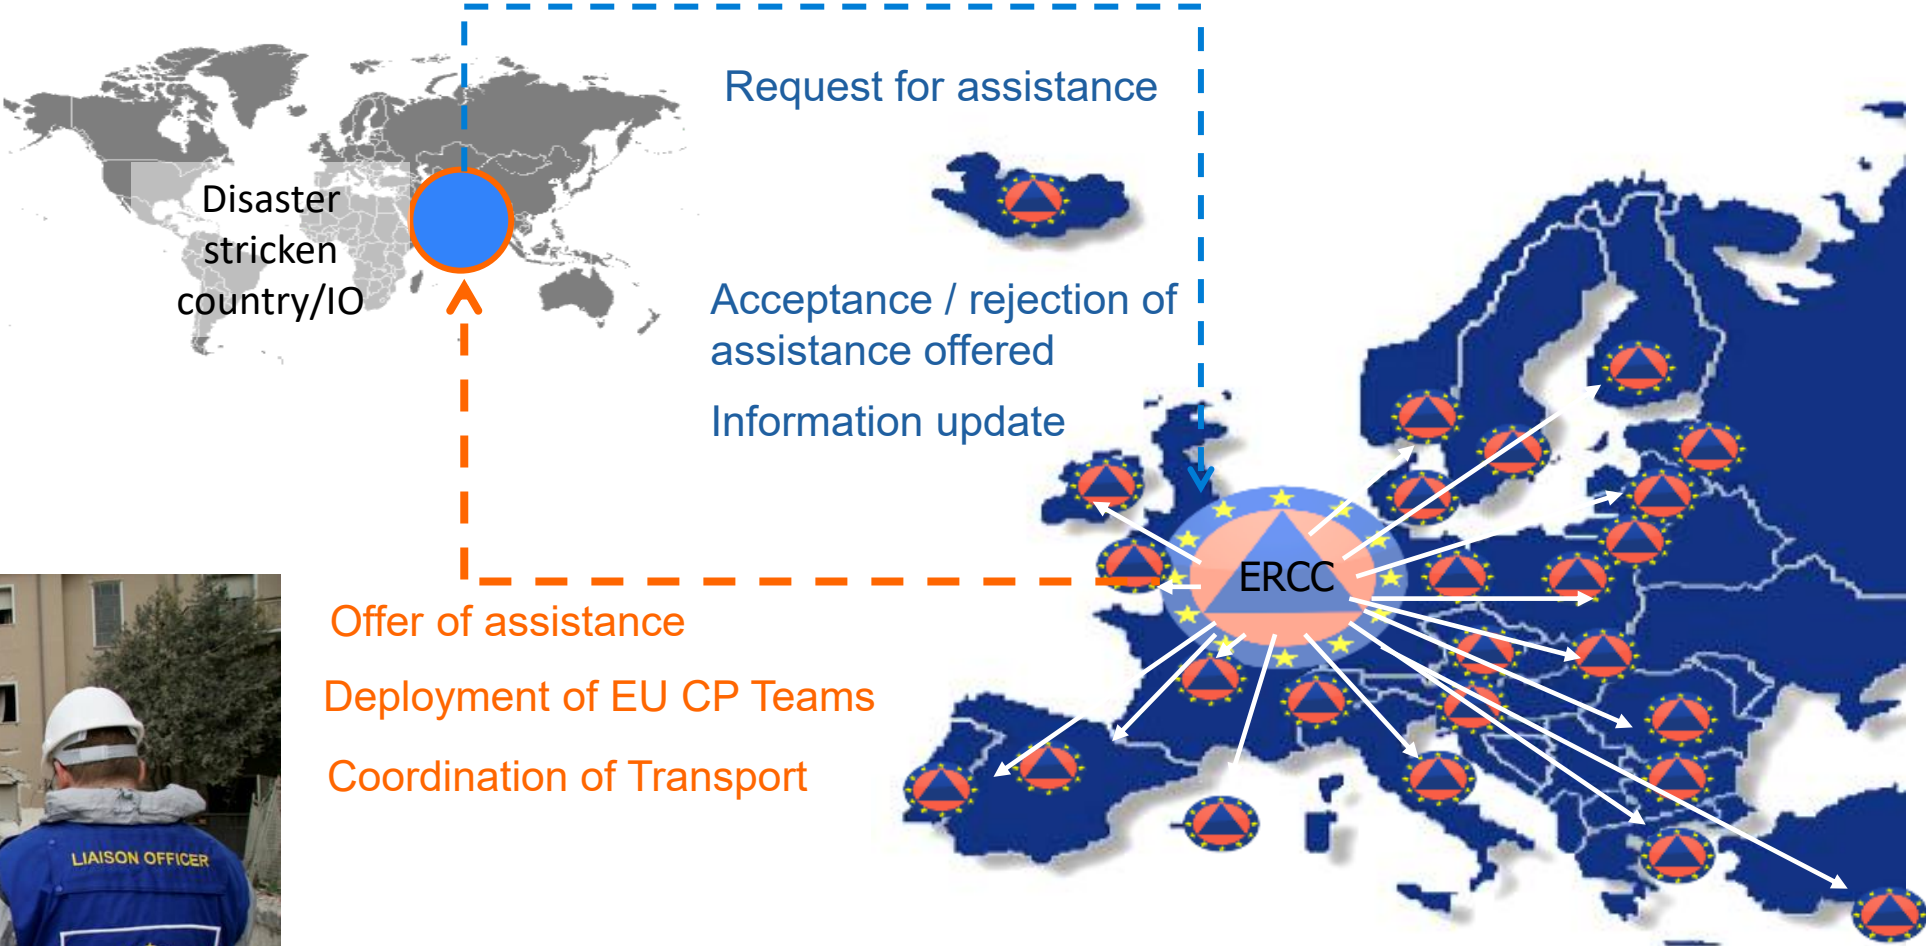 Request for assistance
Disaster
stricken
country/IO
Acceptance / rejection of
assistance offered
Information update
ERCC
Offer of assistance
Deployment of EU CP Teams
Coordination of Transport
LIAISON OFFICER